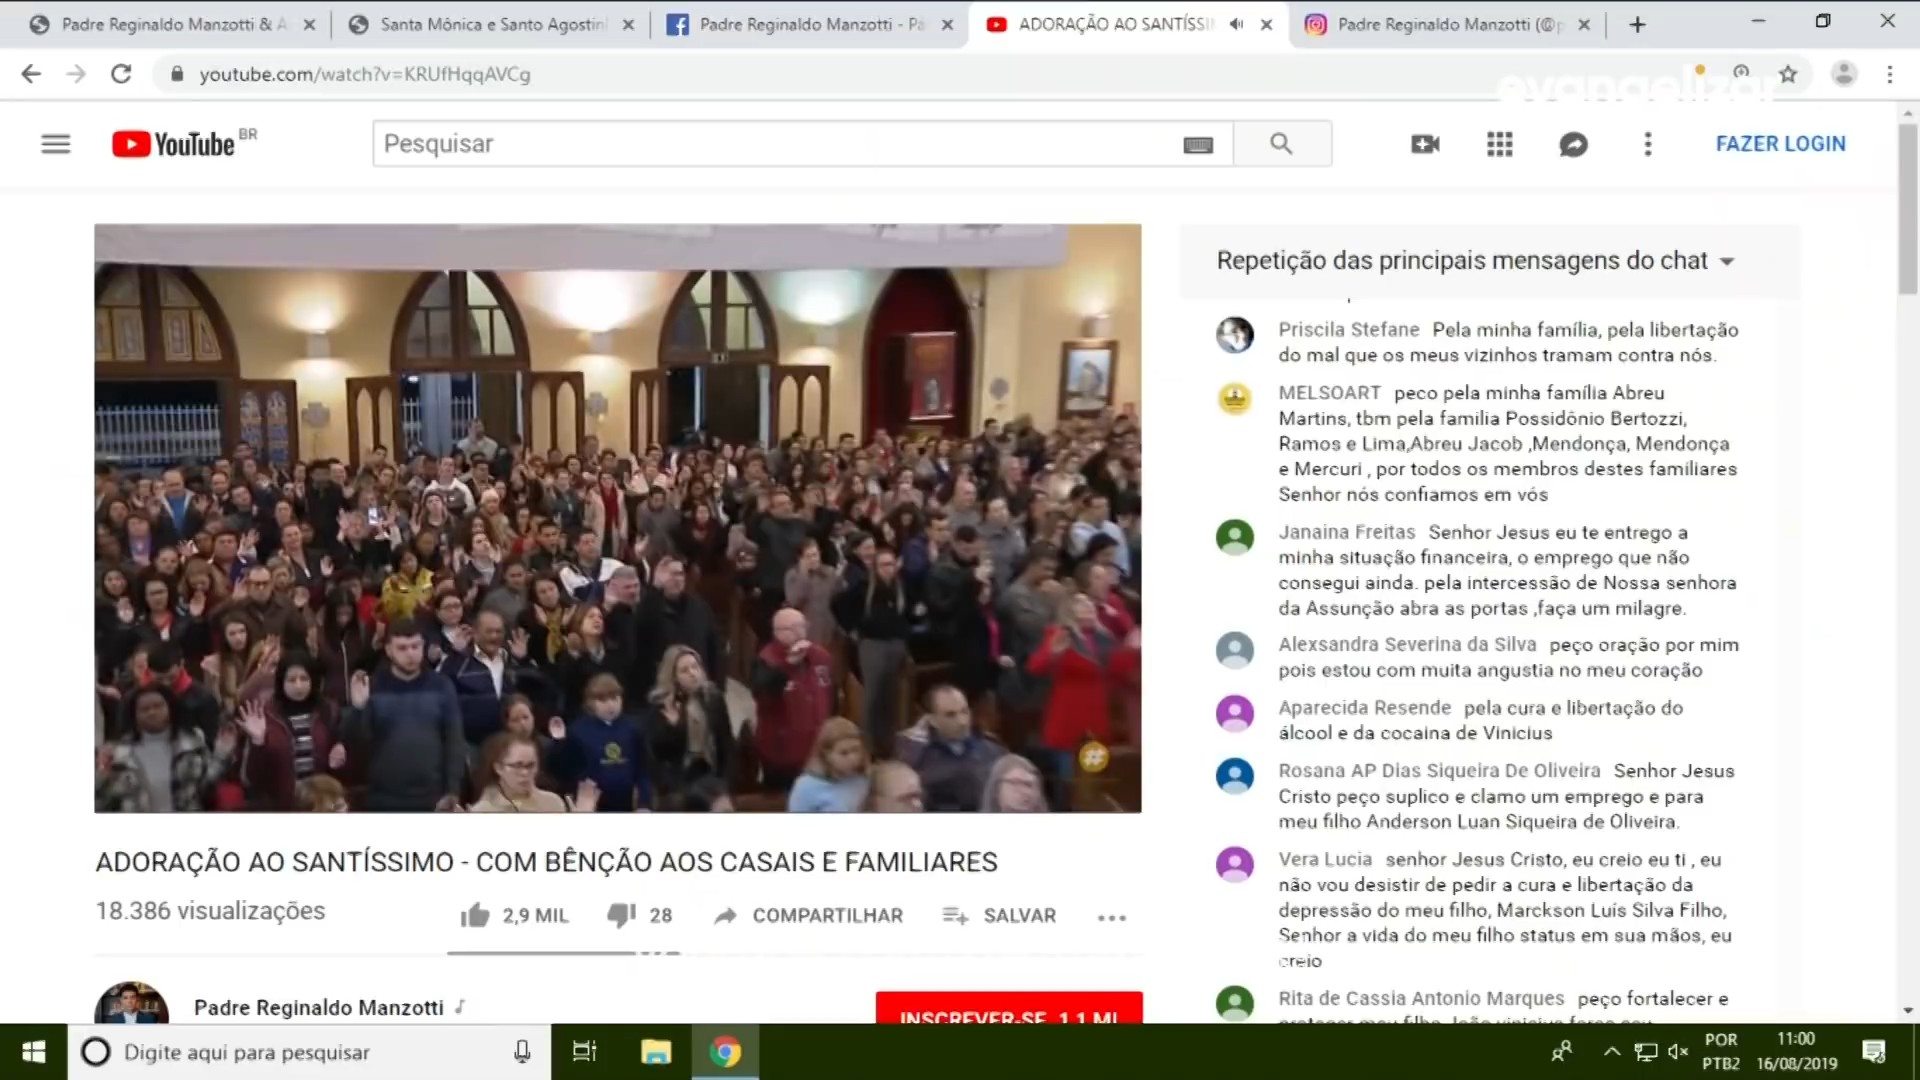 Padre Reginaldo Manzotti & A
Santa Mônica e Santo Agostin
Padre Reginaldo Manzotti - Pa
ADORAÇÃO AO SANTÍSSI
Padre Reginaldo Manzotti (@p
youtube.com/watch?v=KRUfHqqAVCg
evangelizar
YouTube BR
Pesquisar
FAZER LOGIN
Repetição das principais mensagens do chat
Priscila Stefane Pela minha família, pela libertação
do mal que os meus vizinhos tramam contra nós.
MELSOART peco pela minha família Abreu
Martins, tbm pela familia Possidônio Bertozzi,
Ramos e Lima,Abreu Jacob ,Mendonça, Mendonça
e Mercuri , por todos os membros destes famíliares
Senhor nós confiamos em vós
Janaina Freitas Senhor Jesus eu te entrego a
minha situação financeira, o emprego que não
consegui ainda. pela intercessão de Nossa senhora
da Assunção abra as portas ,faça um milagre.
Alexsandra Severina da Silva peço oração por mim
pois estou com muita angustia no meu coração
Aparecida Resende pela cura e libertação do
álcool e da cocaina de Vinicius
Rosana AP Dias Siqueira De Oliveira Senhor Jesus
Cristo peço suplico e clamo um emprego e para
meu filho Anderson Luan Siqueira de Oliveira.
Vera Lucia senhor Jesus Cristo, eu creio eu ti , eu
não vou desistir de pedir a cura e libertação da
depressão do meu filho, Marckson Luís Silva Filho,
Senhor a vida do meu filho status em sua mãos, eu
creio
Rita de Cassia Antonio Marques peço fortalecer e
ADORAÇÃO AO SANTÍSSIMO - COM BÊNÇÃO AOS CASAIS E FAMILIARES
18.386 visualizações
2,9 MIL
28
COMPARTILHAR
SALVAR
Padre Reginaldo Manzotti
INSCREVER-SE 1,1 MI
Digite aqui para pesquisar
POR
PTB2
11:00
16/08/2019